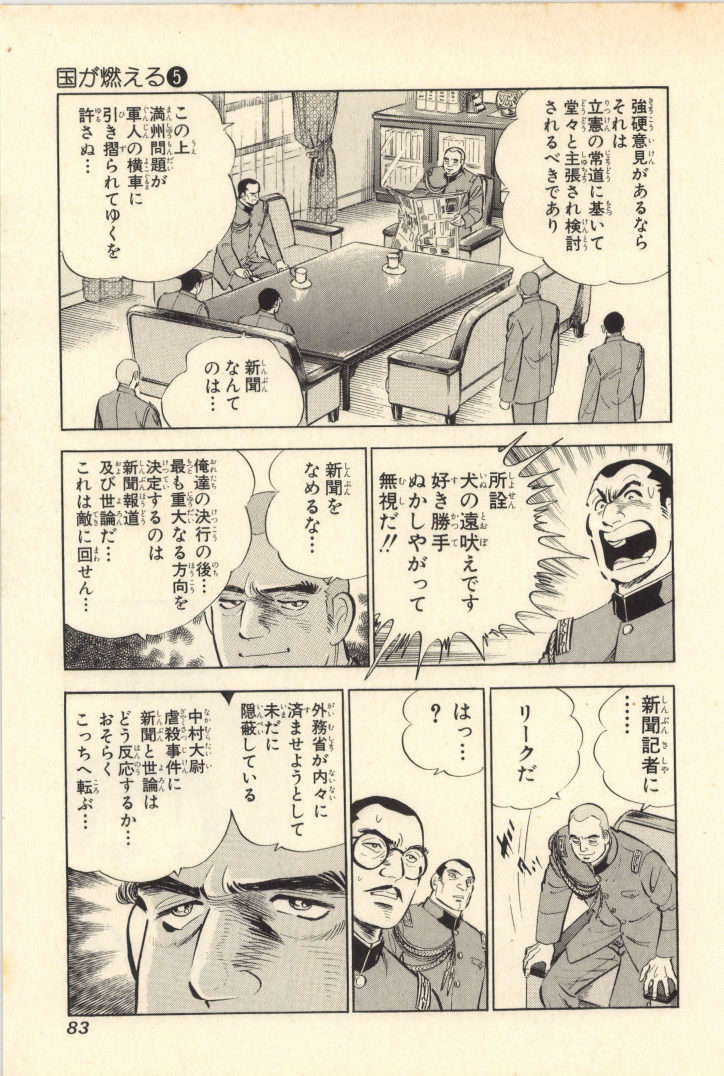 国が燃える❺
強硬意見があるなら
それは
立憲の常道に基いて
堂々と主張され検討
されるべきであり
この上
満州問題が
軍人の横車に
引き摺られてゆくを
許さぬ…
新聞
なんて
のは…
所詮
犬の遠吠えです
好き勝手
ぬかしやがって
無視だ!!
新聞を
なめるな…
俺達の決行の後…
最も重大なる方向を
決定するのは
新聞報道
及び世論だ…
これは敵に回せん…
新聞記者に
……
リークだ
はっ…
?
外務省が内々に
済ませようとして
未だに
隠蔽している
中村大尉
虐殺事件に
新聞と世論は
どう反応するか…
おそらく
こっちへ転ぶ…
83